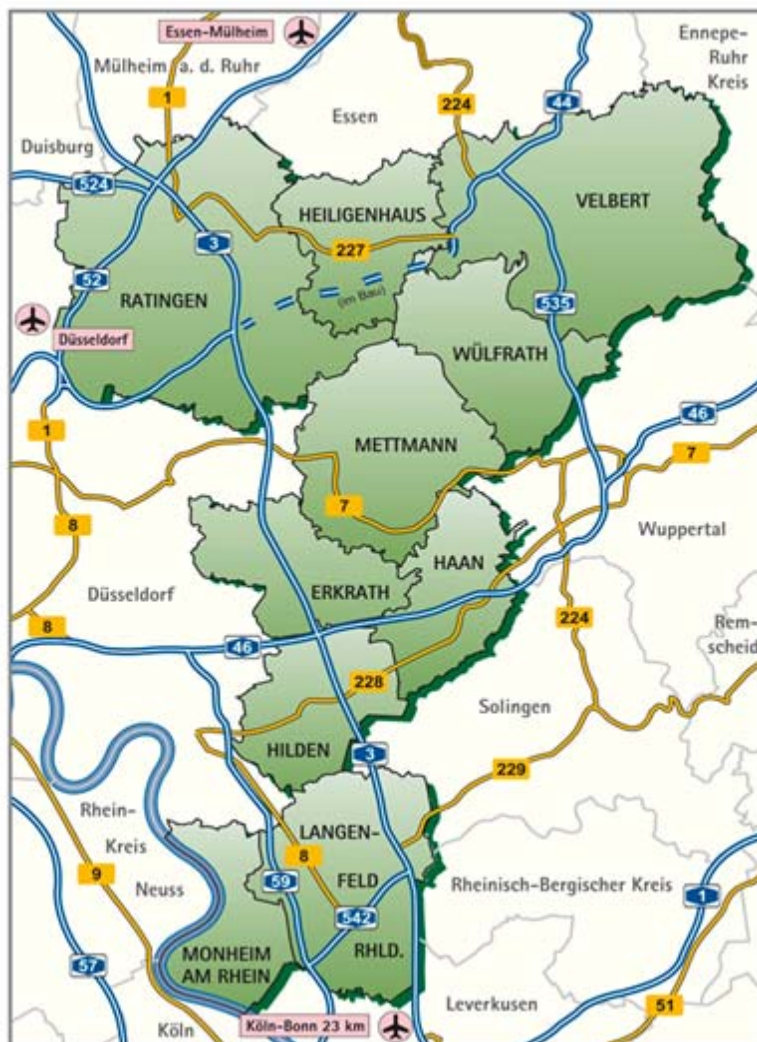 Essen-Mülheim
Ennepe-
Ruhr
Kreis
Mülheim a. d. Ruhr
1
224
44
Essen
Duisburg
524
VELBERT
HEILIGENHAUS
3
227
52
RATINGEN
(im Bau)
535
Düsseldorf
WÜLFRATH
46
1
METTMANN
7
7
8
Wuppertal
HAAN
Düsseldorf
ERKRATH
224
8
46
Rem-
scheid
228
Solingen
HILDEN
3
229
Rhein-
Kreis
Neuss
LANGEN-
8
9
59
FELD
Rheinisch-Bergischer Kreis
1
542
MONHEIM
AM RHEIN
RHLD.
57
Leverkusen
51
Köln
Köln-Bonn 23 km